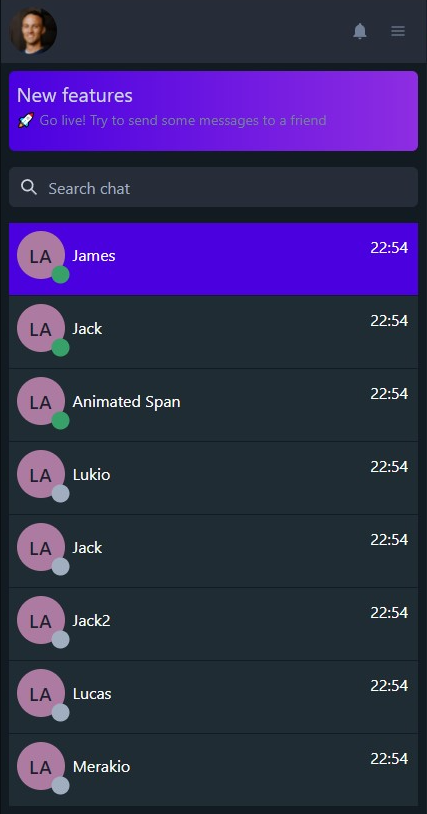 New features
🚀 Go live! Try to send some messages to a friend
Search chat
LA James 22:54
LA Jack 22:54
LA Animated Span 22:54
LA Lukio 22:54
LA Jack 22:54
LA Jack2 22:54
LA Lucas 22:54
LA Merakio 22:54